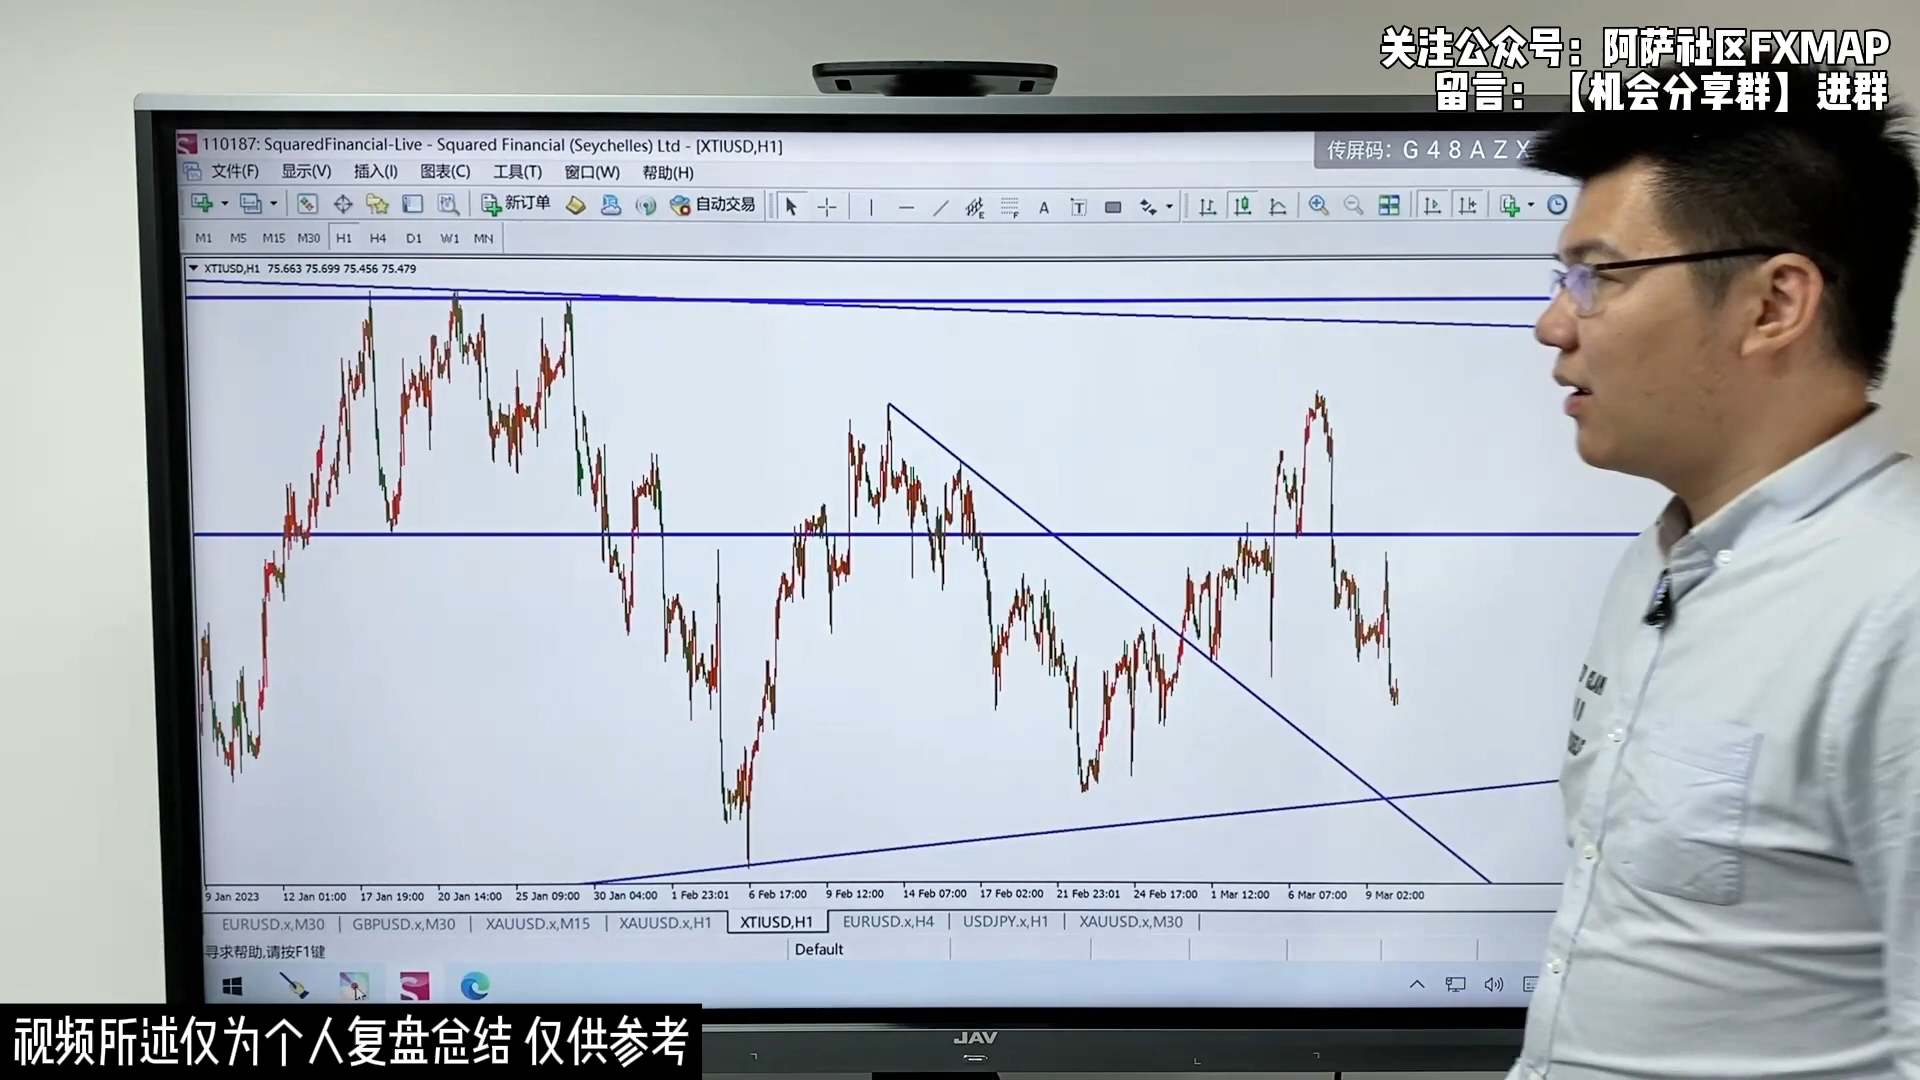 关注公众号：阿萨社区FXMAP
留言：【机会分享群】 进群
110187: SquaredFinancial-Live - Squared Financial (Seychelles) Ltd - [XTIUSD,H1]
传屏码：G48AZX
文件(F) 显示(V) 插入(I) 图表(C) 工具(T) 窗口(W) 帮助(H)
新订单 自动交易
M1 M5 M15 M30 H1 H4 D1 W1 MN
XTIUSD,H1 75.663 75.699 75.456 75.479
9 Jan 2023 12 Jan 01:00 17 Jan 19:00 20 Jan 14:00 25 Jan 09:00 30 Jan 04:00 1 Feb 23:01 6 Feb 17:00 9 Feb 12:00 14 Feb 07:00 17 Feb 02:00 21 Feb 23:01 24 Feb 17:00 1 Mar 12:00 6 Mar 07:00 9 Mar 02:00
EURUSD.x,M30 GBPUSD.x,M30 XAUUSD.x,M15 XAUUSD.x,H1 XTIUSD,H1 EURUSD.x,H4 USDJPY.x,H1 XAUUSD.x,M30
寻求帮助,请按F1键 Default
JAV
视频所述仅为个人复盘总结 仅供参考